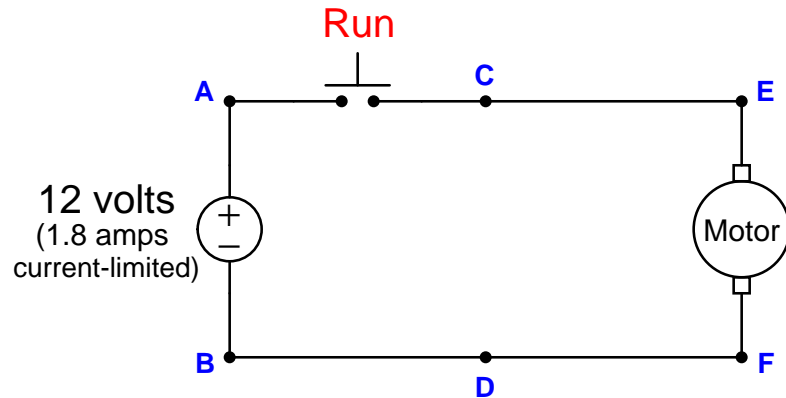 Run
A
C
E
12 volts
(1.8 amps
current-limited)
+
−
Motor
B
D
F